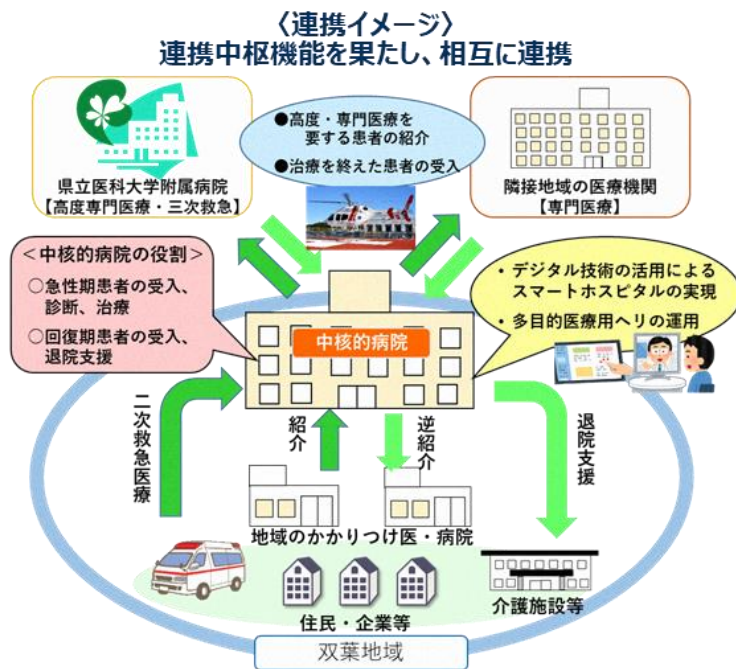 〈連携イメージ〉
連携中枢機能を果たし、相互に連携
●高度・専門医療を
要する患者の紹介
●治療を終えた患者の受入
県立医科大学附属病院
【高度専門医療・三次救急】
隣接地域の医療機関
【専門医療】
＜中核的病院の役割＞
○急性期患者の受入、
診断、治療
○回復期患者の受入、
退院支援
・デジタル技術の活用による
スマートホスピタルの実現
・多目的医療用ヘリの運用
中核的病院
二次救急医療
紹介
逆紹介
退院支援
地域のかかりつけ医・病院
住民・企業等
介護施設等
双葉地域